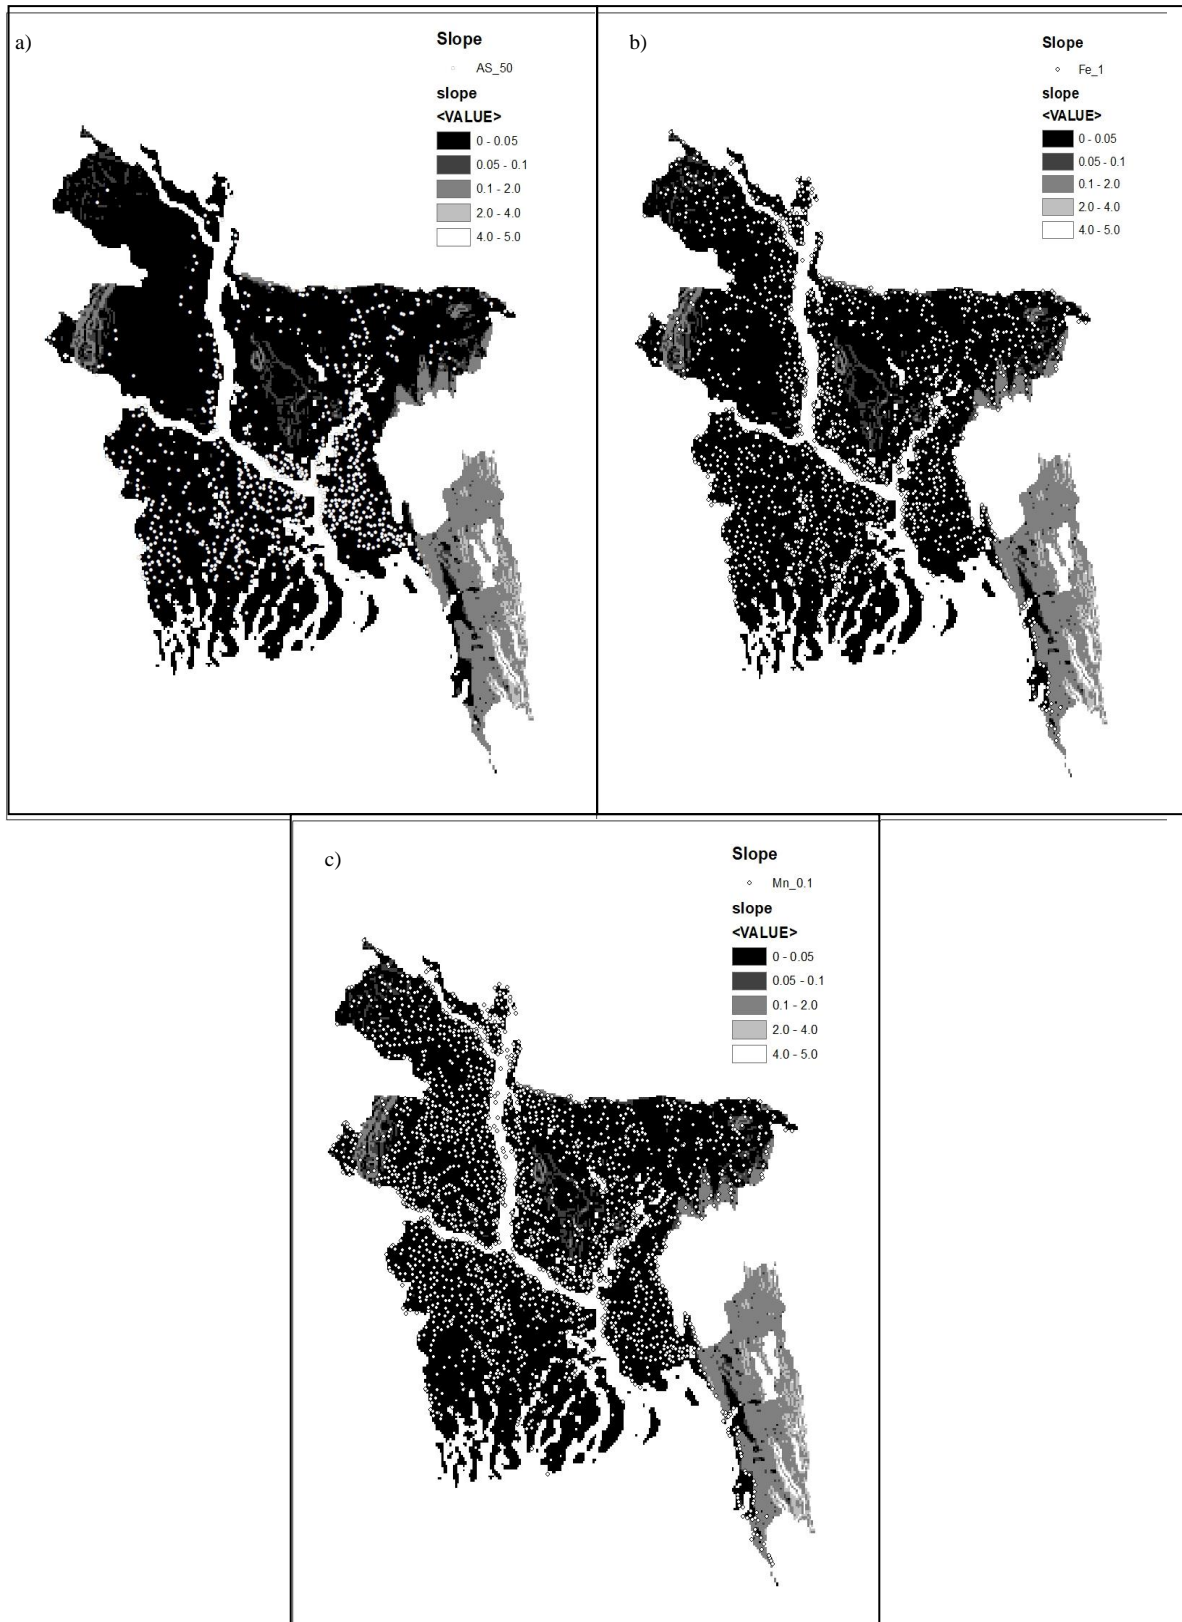 a)
Slope
AS_50
slope
<VALUE>
0 - 0.05
0.05 - 0.1
0.1 - 2.0
2.0 - 4.0
4.0 - 5.0
b)
Slope
Fe_1
slope
<VALUE>
0 - 0.05
0.05 - 0.1
0.1 - 2.0
2.0 - 4.0
4.0 - 5.0
c)
Slope
Mn_0.1
slope
<VALUE>
0 - 0.05
0.05 - 0.1
0.1 - 2.0
2.0 - 4.0
4.0 - 5.0